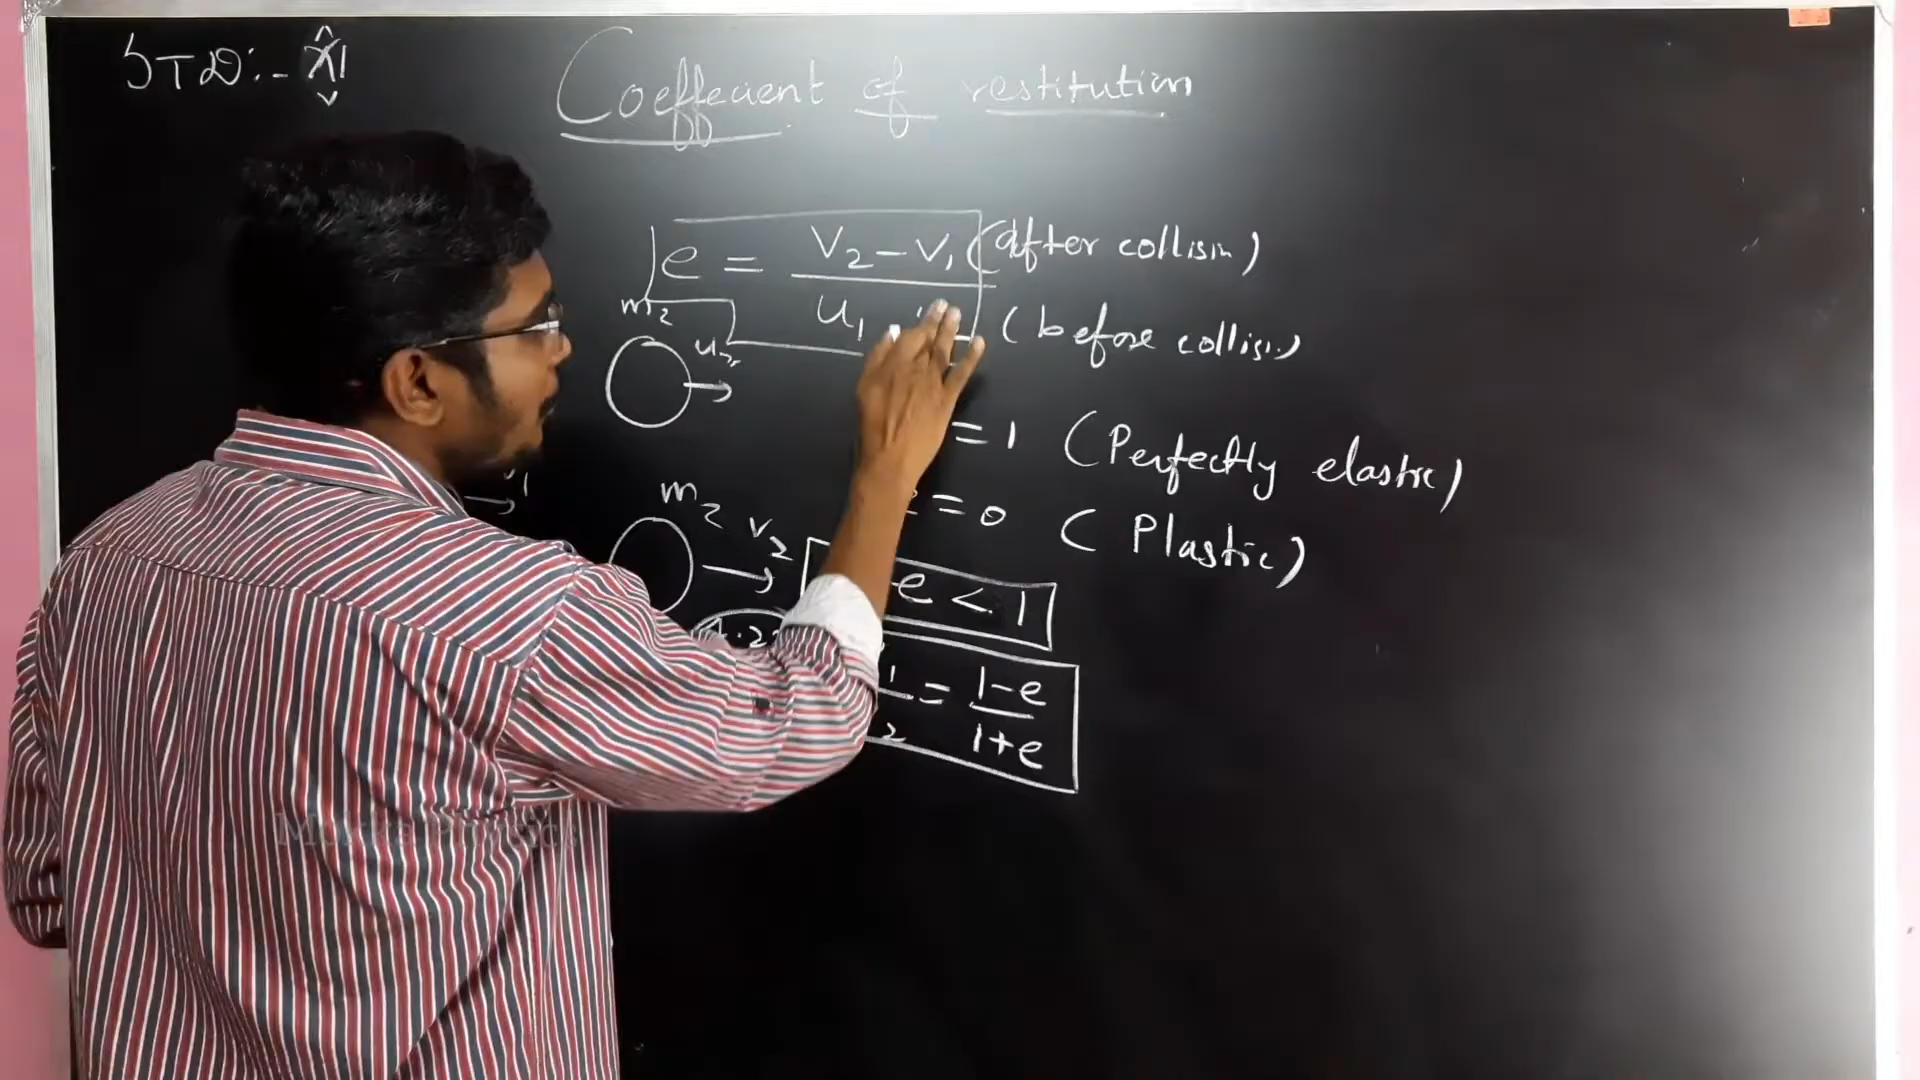 STD:- XI
Coeffecient of restitution
e = V₂ - V₁ (after collision)
u₁ (before collision)
m₂
u₂
= 1 (Perfectly elastic)
= 0 (Plastic)
m₂
v₂
e < 1
= 1-e
1+e